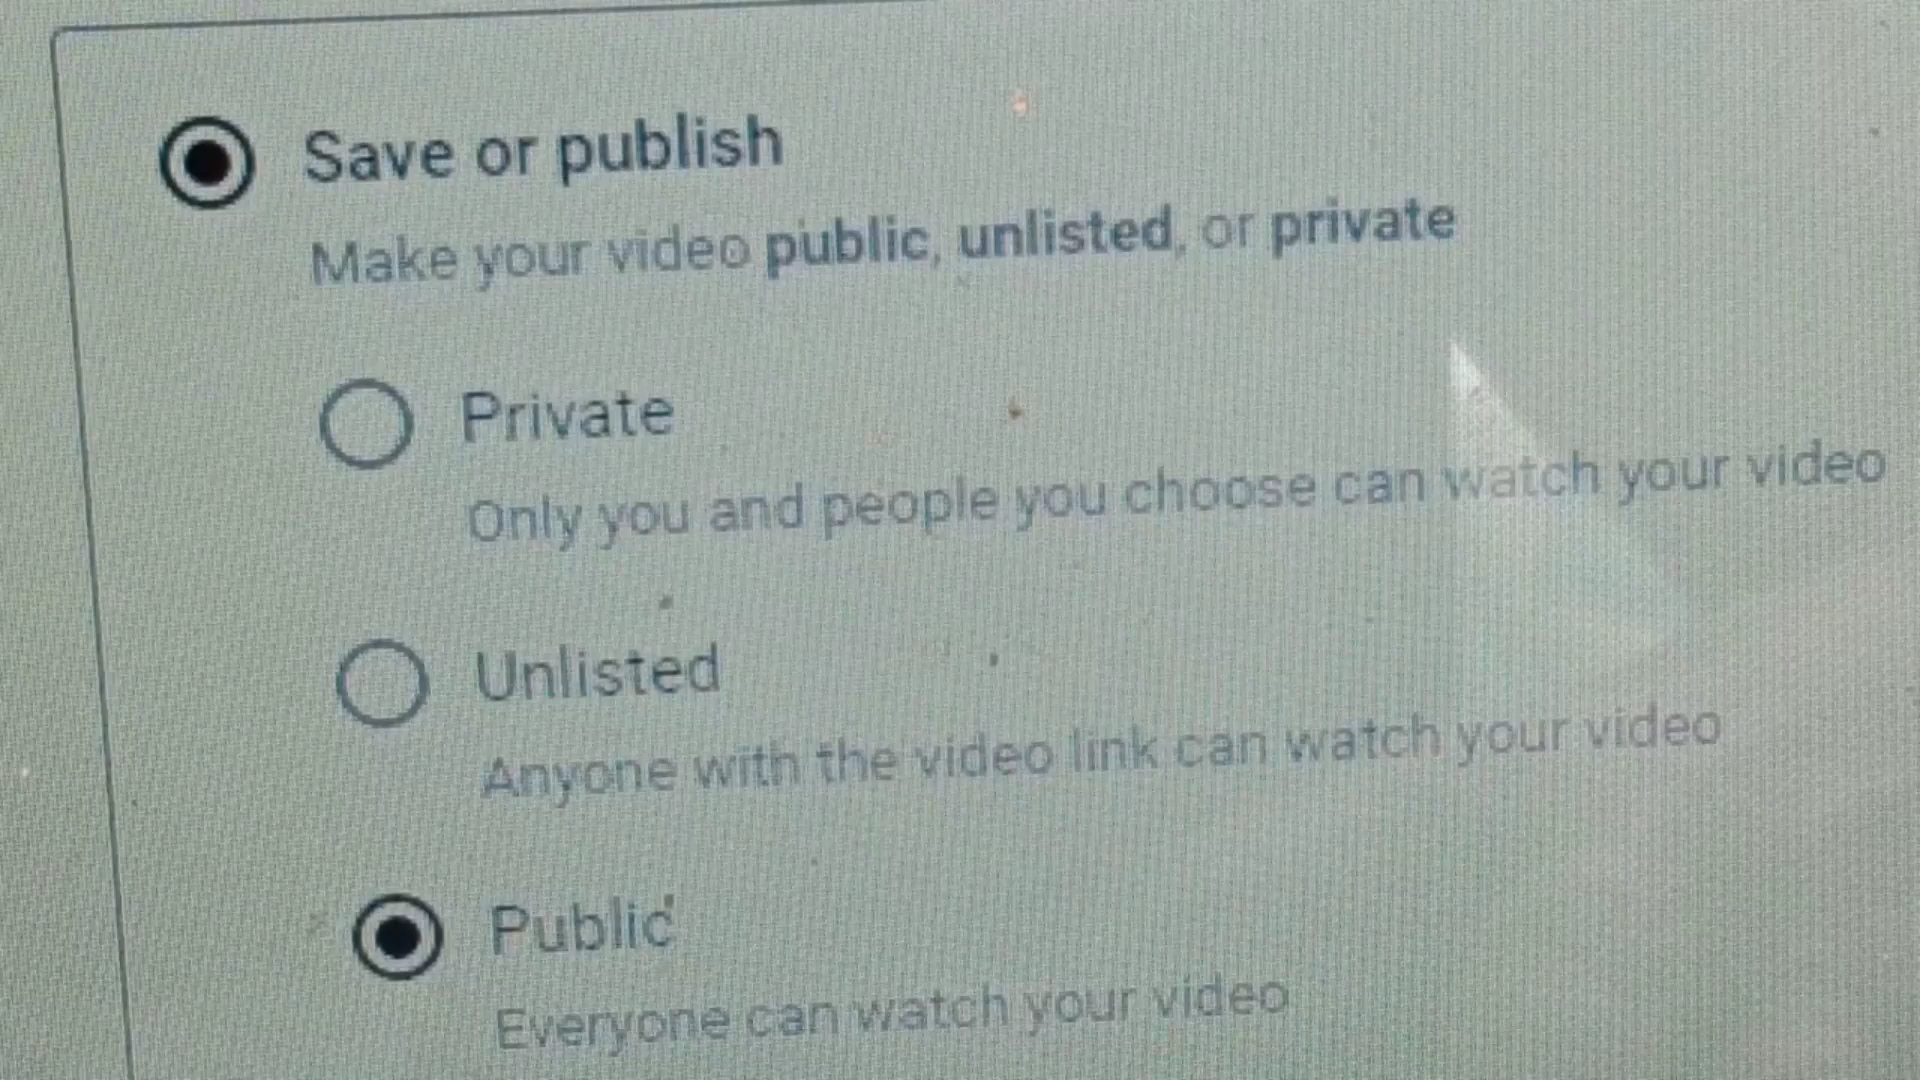 Save or publish
Make your video public, unlisted, or private
Private
Only you and people you choose can watch your video
Unlisted
Anyone with the video link can watch your video
Public
Everyone can watch your video